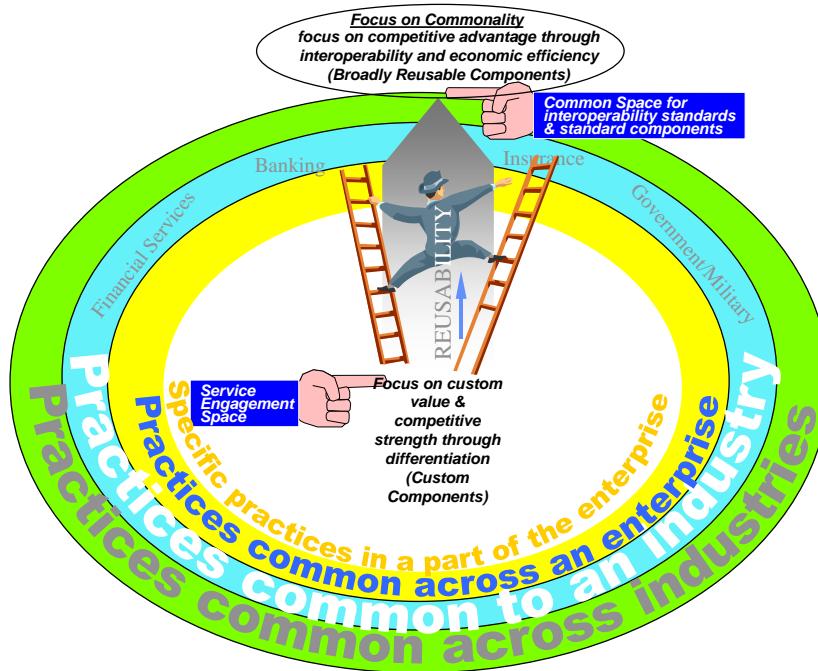 Focus on Commonality
focus on competitive advantage through
interoperability and economic efficiency
(Broadly Reusable Components)
Common Space for
interoperability standards
& standard components
Banking
Insurance
Financial Services
Government/Military
REUSABILITY
Service
Engagement
Space
Focus on custom
value &
competitive
strength through
differentiation
(Custom
Components)
Specific practices in a part of the enterprise
Practices common across an enterprise
Practices common to an industry
Practices common across industries